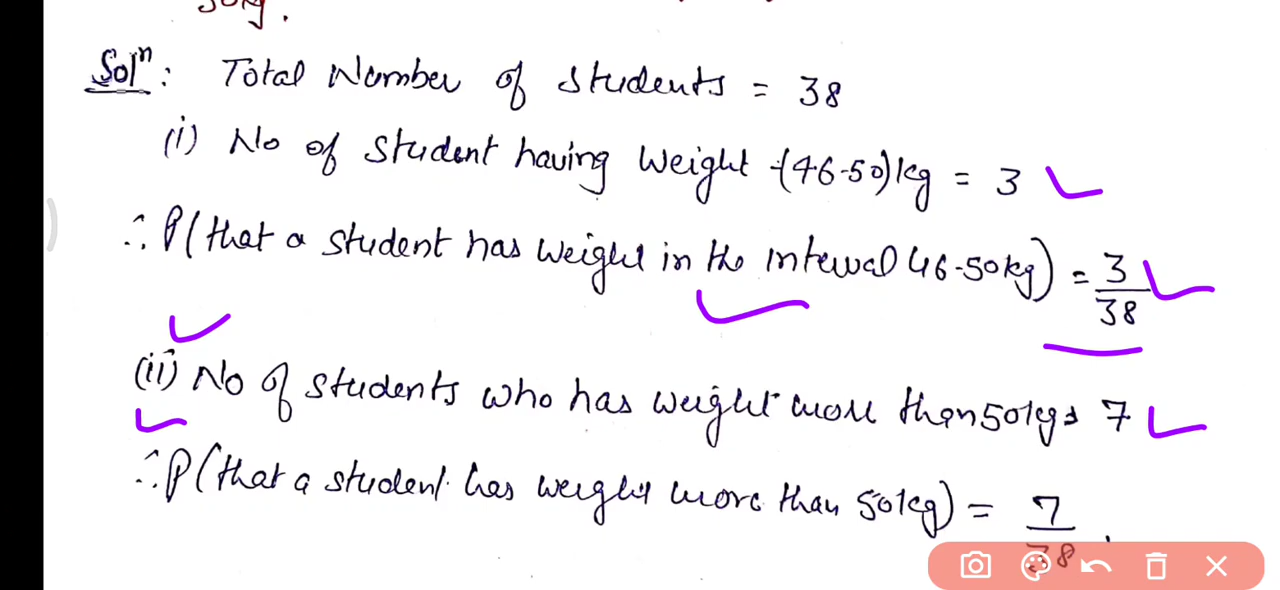 50kg.
Solⁿ: Total Number of students = 38
(i) No of student having weight (46-50)kg = 3
∴ P(that a student has weight in the interval 46-50kg) = 3/38
(ii) No of students who has weight more than 50kg = 7
∴ P(that a student has weight more than 50kg) = 7/38.